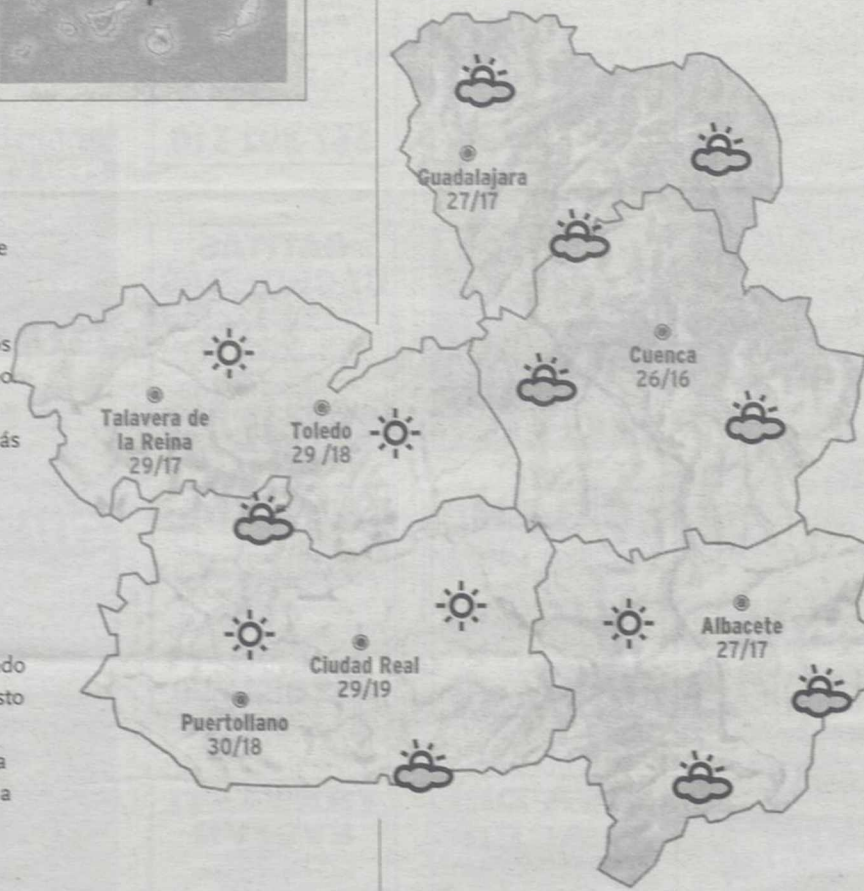 Guadalajara
27/17
Cuenca
26/16
Talavera de
la Reina
29/17
Toledo
29 /18
Albacete
27/17
Ciudad Real
29/19
Puertollano
30/18